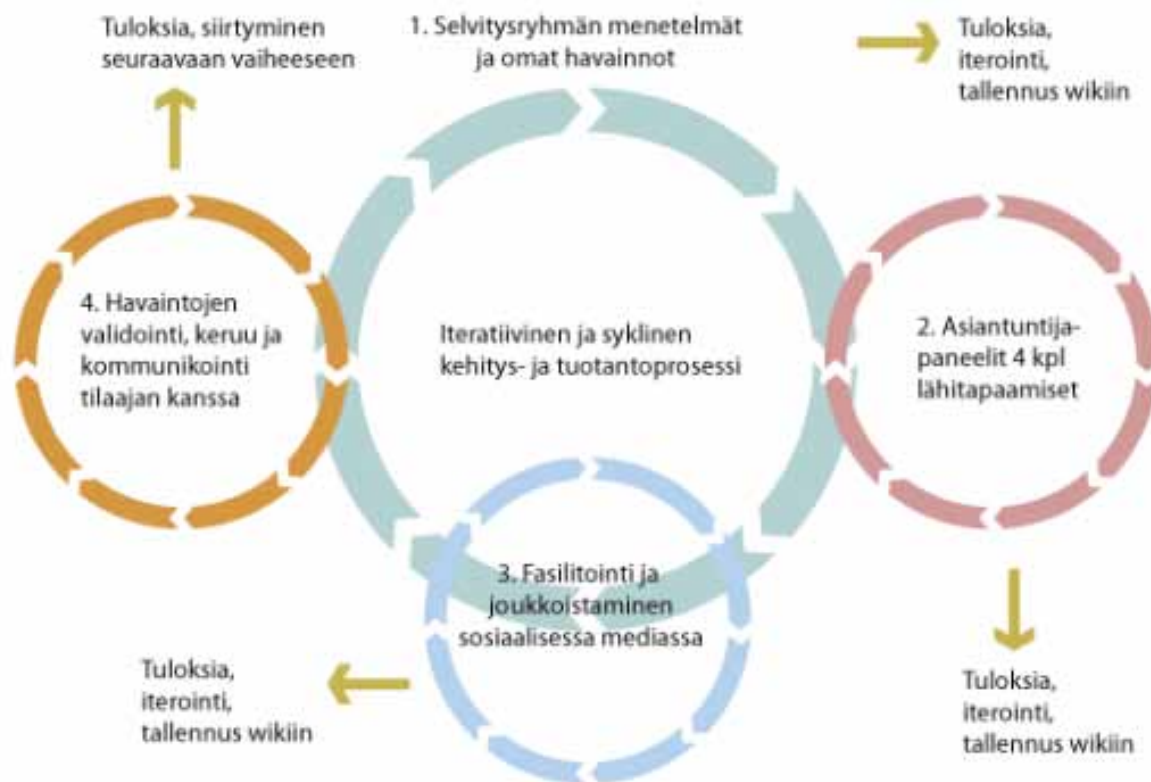 Tuloksia, siirtyminen
seuraavaan vaiheeseen
1. Selvitysryhmän menetelmät
ja omat havainnot
Tuloksia,
iterointi,
tallennus wikiin
4. Havaintojen
validointi, keruu ja
kommunikointi
tilaajan kanssa
Iteratiivinen ja syklinen
kehitys- ja tuotantoprosessi
2. Asiantuntija-
paneelit 4 kpl
lähitapaamiset
3. Fasilitointi ja
joukkoistaminen
sosiaalisessa mediassa
Tuloksia,
iterointi,
tallennus wikiin
Tuloksia,
iterointi,
tallennus wikiin